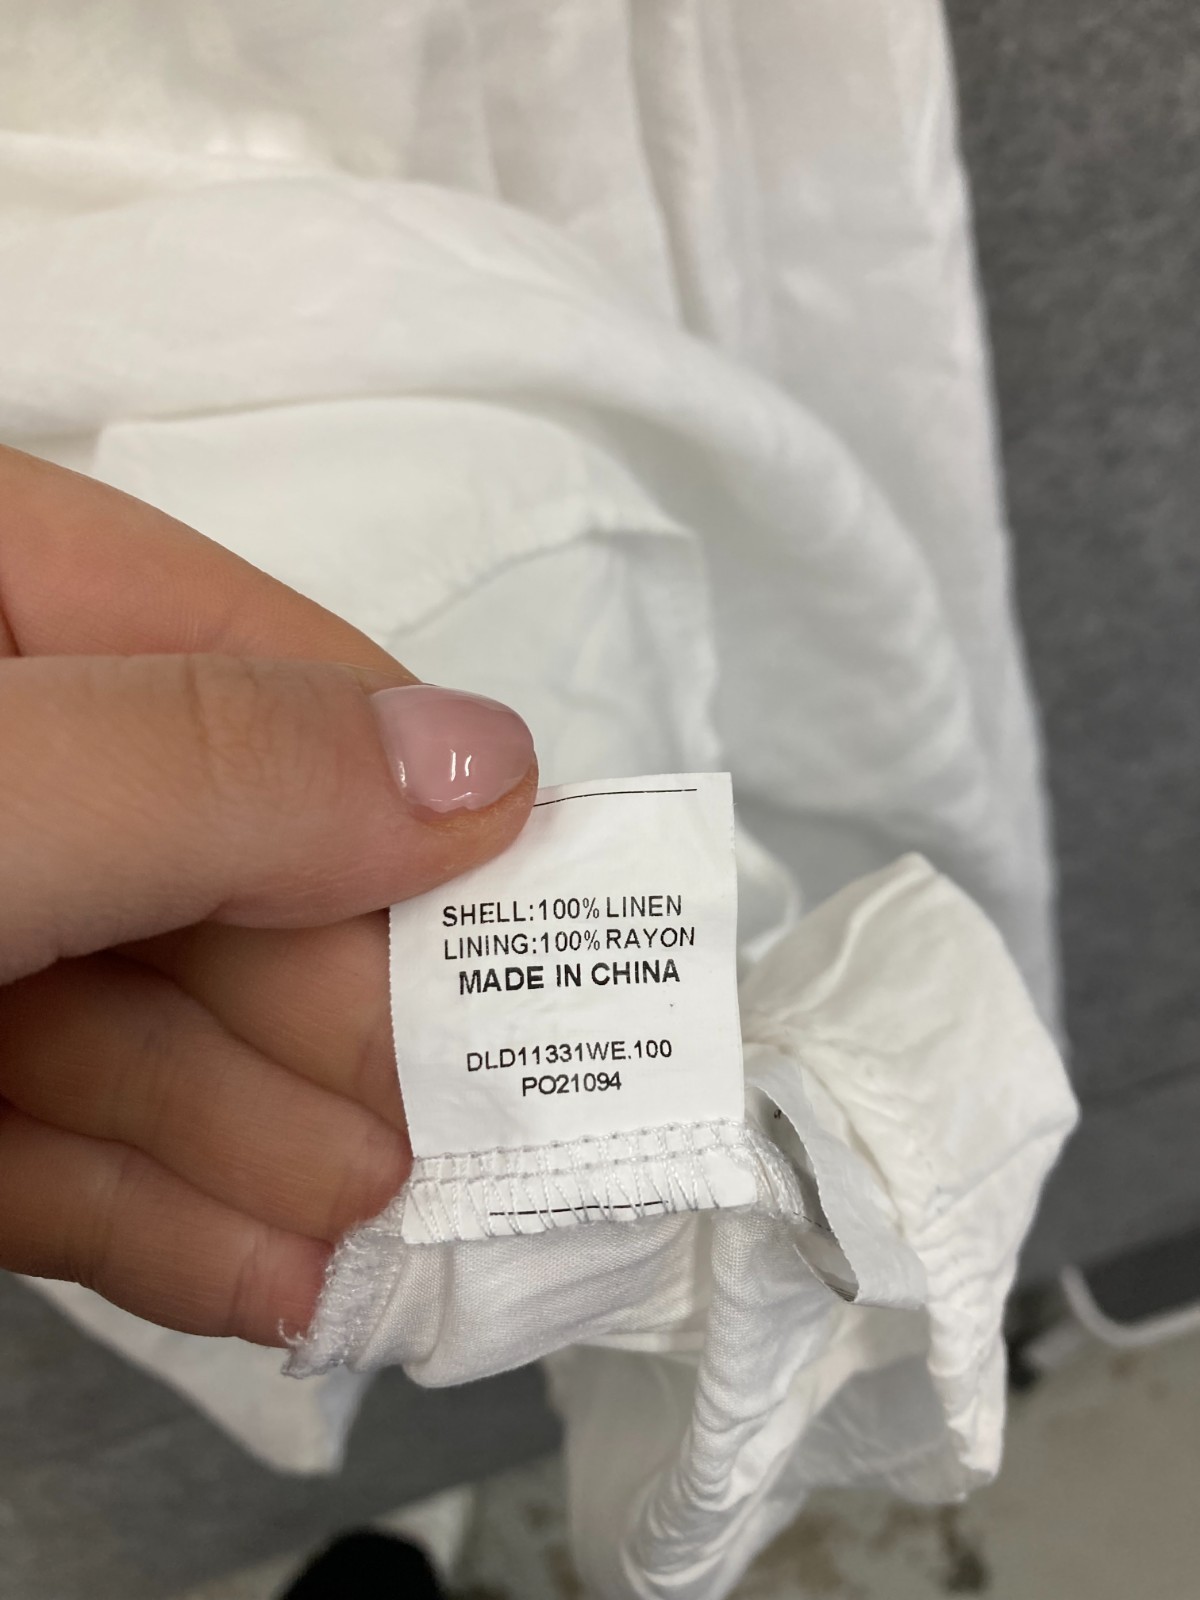 SHELL:100% LINEN
LINING:100% RAYON
MADE IN CHINA
DLD11331WE.100
PO21094